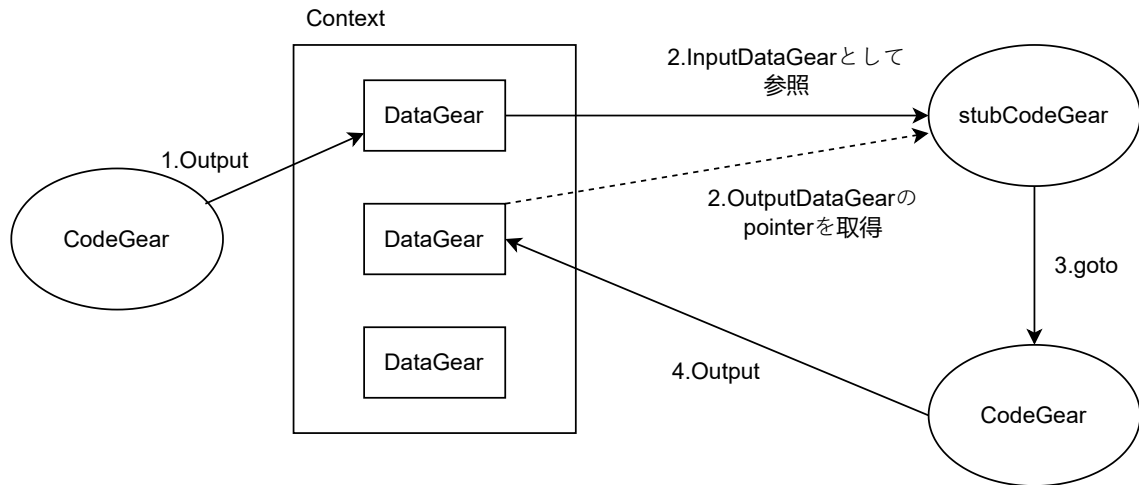 Context
DataGear
2.InputDataGearとして
参照
stubCodeGear
1.Output
CodeGear
DataGear
2.OutputDataGearの
pointerを取得
3.goto
DataGear
4.Output
CodeGear